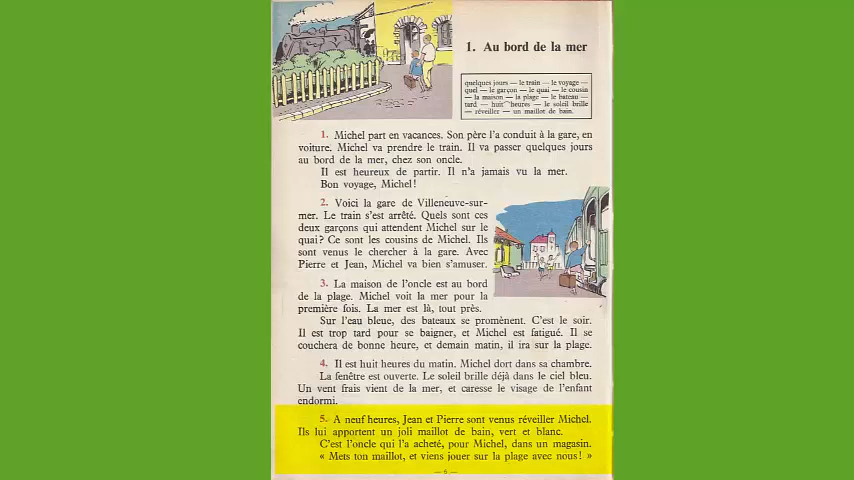 1. Au bord de la mer
quelques jours — le train — le voyage —
quel — le garçon — le quai — le cousin
— la maison — la plage — le bateau —
tard — huit heures — le soleil brille
— réveiller — un maillot de bain.
1. Michel part en vacances. Son père l'a conduit à la gare, en
voiture. Michel va prendre le train. Il va passer quelques jours
au bord de la mer, chez son oncle.
Il est heureux de partir. Il n'a jamais vu la mer.
Bon voyage, Michel !
2. Voici la gare de Villeneuve-sur-
mer. Le train s'est arrêté. Quels sont ces
deux garçons qui attendent Michel sur le
quai? Ce sont les cousins de Michel. Ils
sont venus le chercher à la gare. Avec
Pierre et Jean, Michel va bien s'amuser.
3. La maison de l'oncle est au bord
de la plage. Michel voit la mer pour la
première fois. La mer est là, tout près.
Sur l'eau bleue, des bateaux se promènent. C'est le soir.
Il est trop tard pour se baigner, et Michel est fatigué. Il se
couchera de bonne heure, et demain matin, il ira sur la plage.
4. Il est huit heures du matin. Michel dort dans sa chambre.
La fenêtre est ouverte. Le soleil brille déjà dans le ciel bleu.
Un vent frais vient de la mer, et caresse le visage de l'enfant
endormi.
5. A neuf heures, Jean et Pierre sont venus réveiller Michel.
Ils lui apportent un joli maillot de bain, vert et blanc.
C'est l'oncle qui l'a acheté, pour Michel, dans un magasin.
« Mets ton maillot, et viens jouer sur la plage avec nous ! »
— 6 —